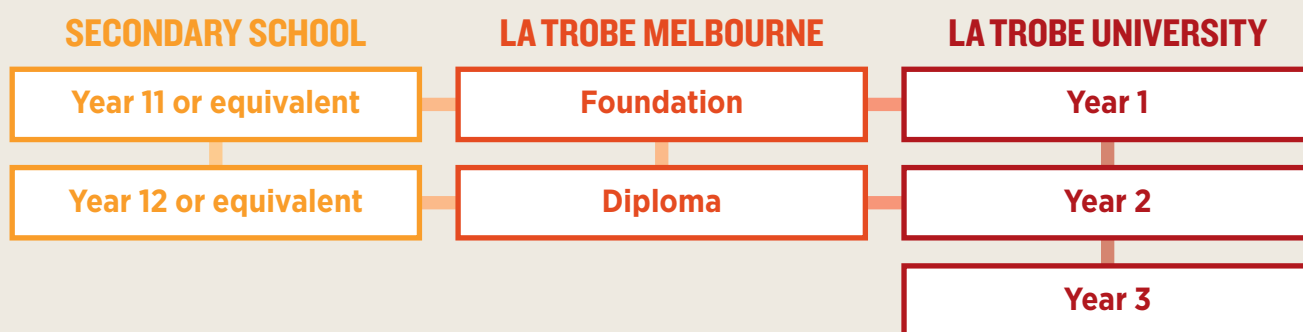 SECONDARY SCHOOL
LA TROBE MELBOURNE
LA TROBE UNIVERSITY
Year 11 or equivalent
Foundation
Year 1
Year 12 or equivalent
Diploma
Year 2
Year 3